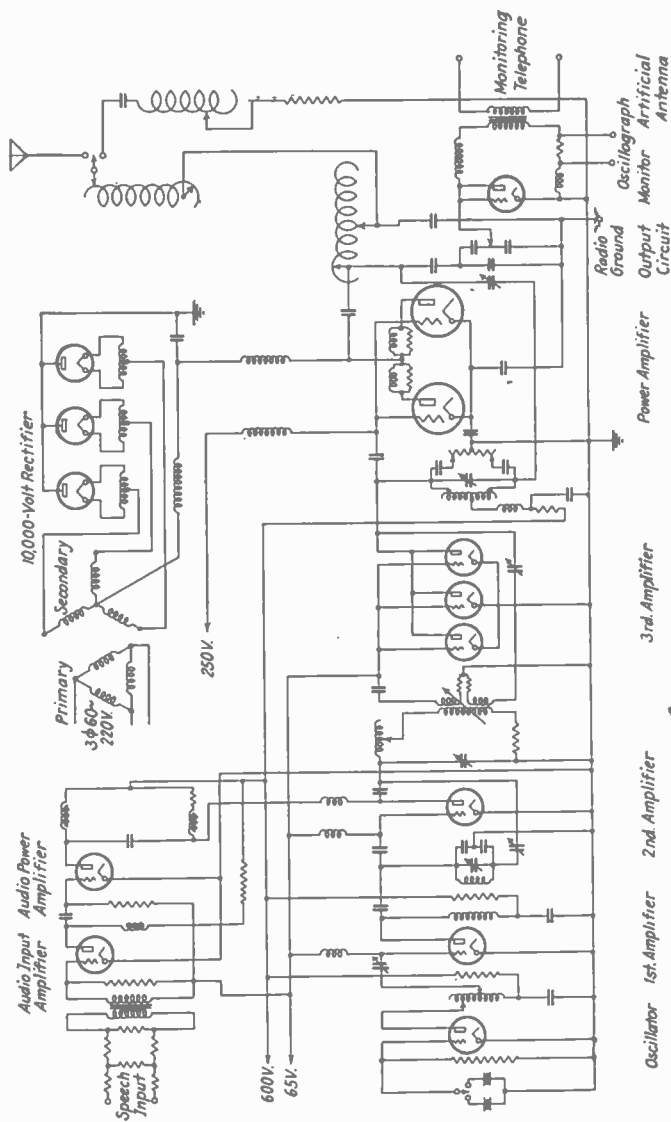 Speech
Input
Audio Input
Amplifier
Audio Power
Amplifier
Primary
3ϕ 60~
220V.
Secondary
10,000-Volt Rectifier
600V.
65V.
250V.
Oscillator
1st. Amplifier
2nd. Amplifier
3rd. Amplifier
Power Amplifier
Radio
Ground
Output
Circuit
Oscillograph
Monitor
Artificial
Antenna
Monitoring
Telephone